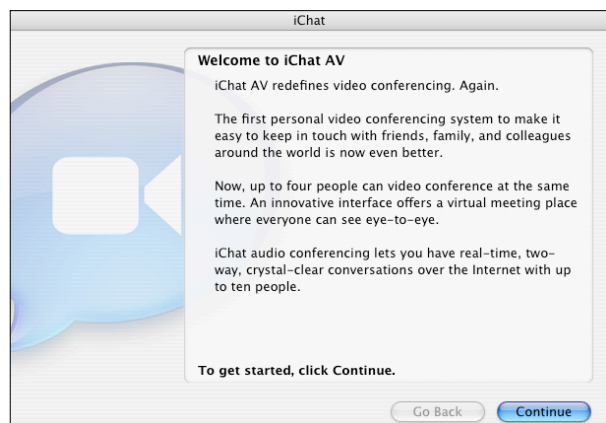 iChat
Welcome to iChat AV
iChat AV redefines video conferencing. Again.
The first personal video conferencing system to make it
easy to keep in touch with friends, family, and colleagues
around the world is now even better.
Now, up to four people can video conference at the same
time. An innovative interface offers a virtual meeting place
where everyone can see eye-to-eye.
iChat audio conferencing lets you have real-time, two-
way, crystal-clear conversations over the Internet with up
to ten people.
To get started, click Continue.
Go Back
Continue